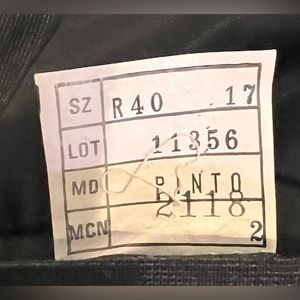 SZ R40 .17
LOT 11356
MD PINTO
2118
MCN 2